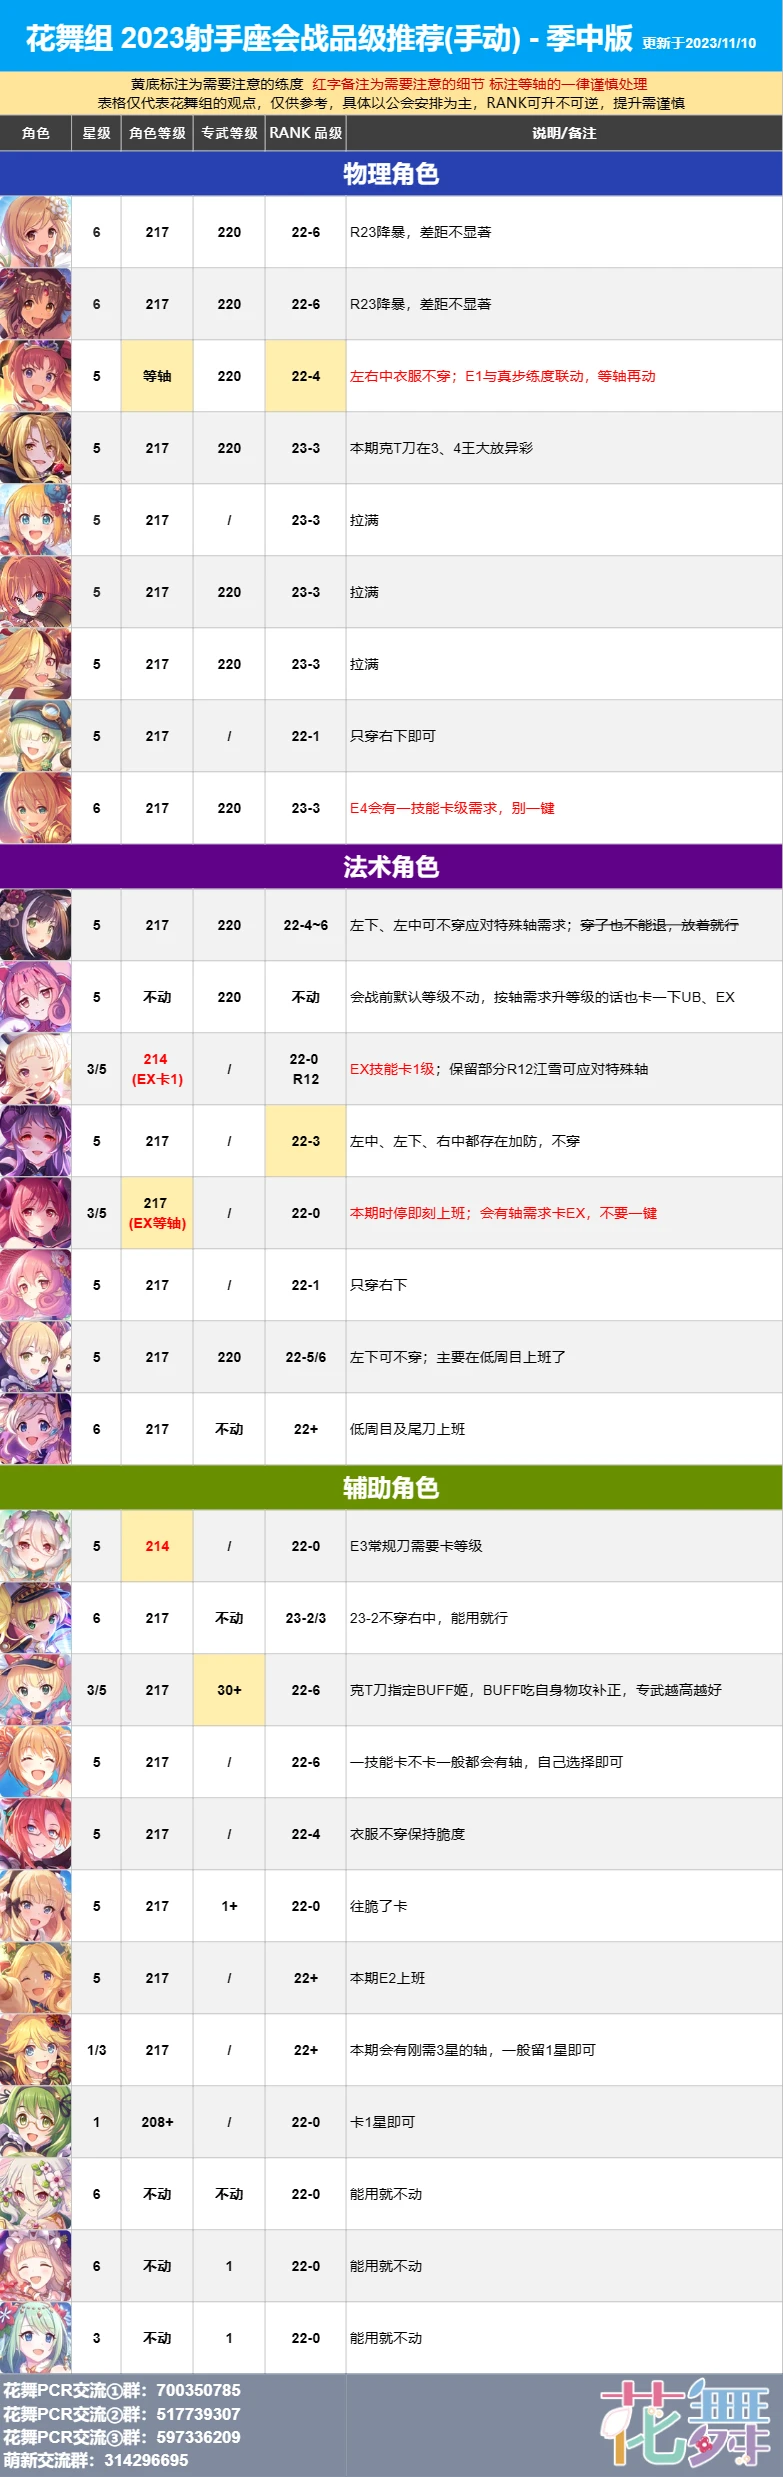 花舞组 2023射手座会战品级推荐(手动) - 季中版 更新于2023/11/10
黄底标注为需要注意的练度 红字备注为需要注意的细节 标注等轴的一律谨慎处理
表格仅代表花舞组的观点，仅供参考，具体以公会安排为主，RANK可升不可逆，提升需谨慎
角色 星级 角色等级 专武等级 RANK 品级 说明/备注
物理角色
6 217 220 22-6 R23降暴，差距不显著
6 217 220 22-6 R23降暴，差距不显著
5 等轴 220 22-4 左右中衣服不穿；E1与真步练度联动，等轴再动
5 217 220 23-3 本期克T刀在3、4王大放异彩
5 217 / 23-3 拉满
5 217 220 23-3 拉满
5 217 220 23-3 拉满
5 217 / 22-1 只穿右下即可
6 217 220 23-3 E4会有一技能卡级需求，别一键
法术角色
5 217 220 22-4~6 左下、左中可不穿应对特殊轴需求；穿了也不能退，放着就行
5 不动 220 不动 会战前默认等级不动，按轴需求升等级的话也卡一下UB、EX
3/5 214 (EX卡1) / 22-0 R12 EX技能卡1级；保留部分R12江雪可应对特殊轴
5 217 / 22-3 左中、左下、右中都存在加防，不穿
3/5 217 (EX等轴) / 22-0 本期时停即刻上班；会有轴需求卡EX，不要一键
5 217 / 22-1 只穿右下
5 217 220 22-5/6 左下可不穿；主要在低周目上班了
6 217 不动 22+ 低周目及尾刀上班
辅助角色
5 214 / 22-0 E3常规刀需要卡等级
6 217 不动 23-2/3 23-2不穿右中，能用就行
3/5 217 30+ 22-6 克T刀指定BUFF姬，BUFF吃自身物攻补正，专武越高越好
5 217 / 22-6 一技能卡不卡一般都会有轴，自己选择即可
5 217 / 22-4 衣服不穿保持脆度
5 217 1+ 22-0 往脆了卡
5 217 / 22+ 本期E2上班
1/3 217 / 22+ 本期会有刚需3星的轴，一般留1星即可
1 208+ / 22-0 卡1星即可
6 不动 不动 22-0 能用就不动
6 不动 1 22-0 能用就不动
3 不动 1 22-0 能用就不动
花舞PCR交流①群：700350785
花舞PCR交流②群：517739307
花舞PCR交流③群：597336209
萌新交流群：314296695
花舞